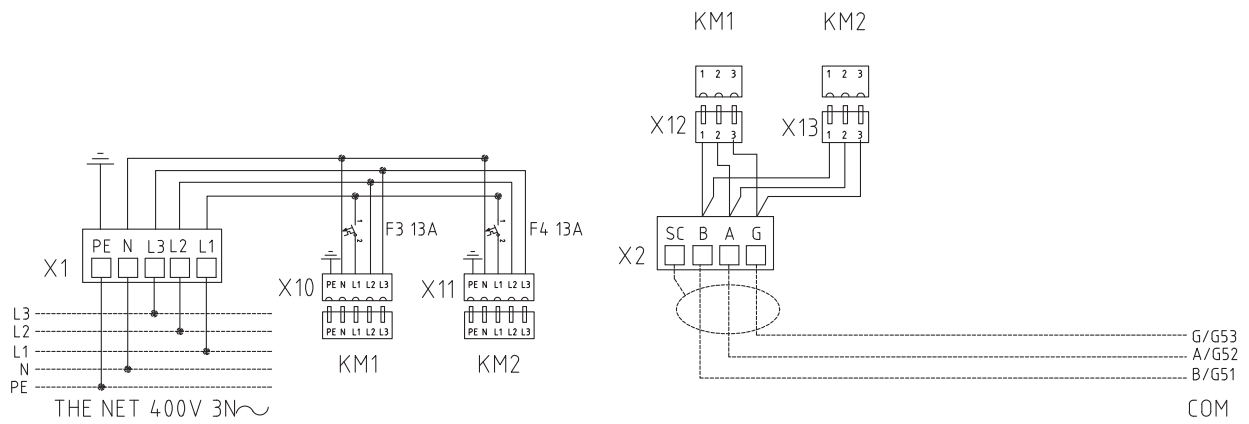 KM1 KM2
1 2 3 1 2 3
X12 X13
1 2 3 1 2 3
PE N L3 L2 L1
X1
1 2 F3 13A
1 2 F4 13A
X10 PE N L1 L2 L3
PE N L1 L2 L3
KM1
X11 PE N L1 L2 L3
PE N L1 L2 L3
KM2
L3
L2
L1
N
PE
THE NET 400V 3N～
SC B A G
X2
G/G53
A/G52
B/G51
COM